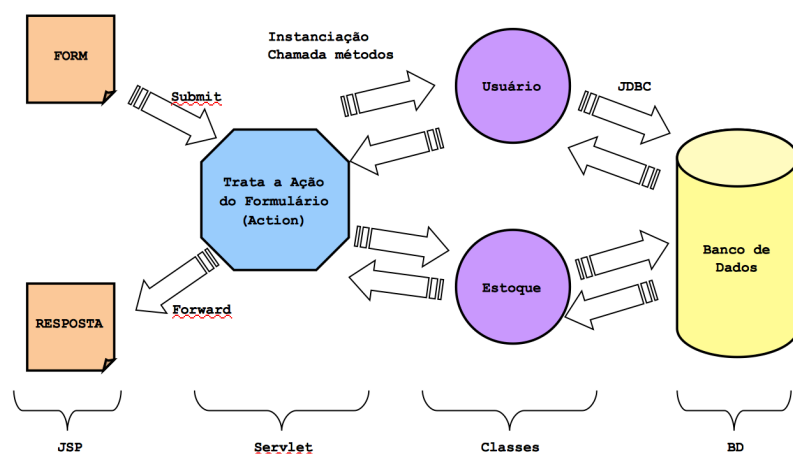 Instanciação
Chamada métodos
FORM
Submit
Usuário
JDBC
Trata a Ação
do Formulário
(Action)
Banco de
Dados
Estoque
Forward
RESPOSTA
JSP
Servlet
Classes
BD